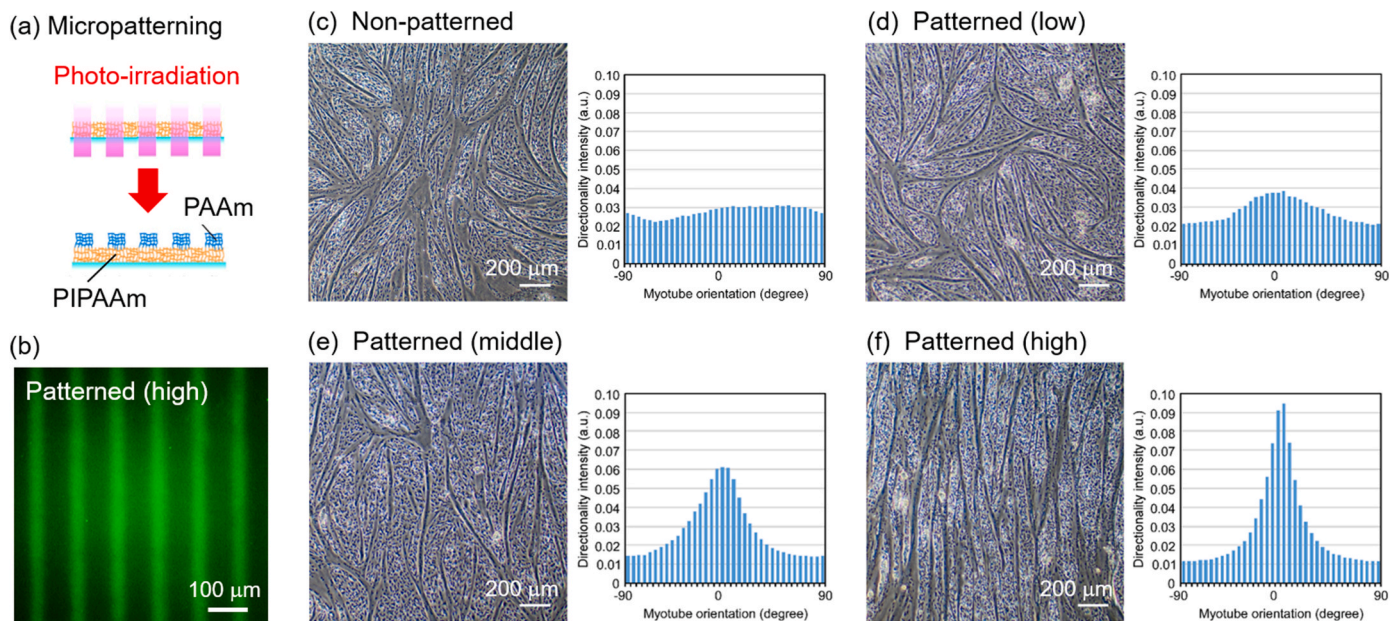 (a) Micropatterning
Photo-irradiation
PAAm
PIPAAm
(b)
Patterned (high)
100 μm
(c) Non-patterned
200 μm
Directionality intensity (a.u.)
0.10
0.09
0.08
0.07
0.06
0.05
0.04
0.03
0.02
0.01
0
-90
0
90
Myotube orientation (degree)
(d) Patterned (low)
200 μm
Directionality intensity (a.u.)
0.10
0.09
0.08
0.07
0.06
0.05
0.04
0.03
0.02
0.01
0
-90
0
90
Myotube orientation (degree)
(e) Patterned (middle)
200 μm
Directionality intensity (a.u.)
0.10
0.09
0.08
0.07
0.06
0.05
0.04
0.03
0.02
0.01
0
-90
0
90
Myotube orientation (degree)
(f) Patterned (high)
200 μm
Directionality intensity (a.u.)
0.10
0.09
0.08
0.07
0.06
0.05
0.04
0.03
0.02
0.01
0
-90
0
90
Myotube orientation (degree)